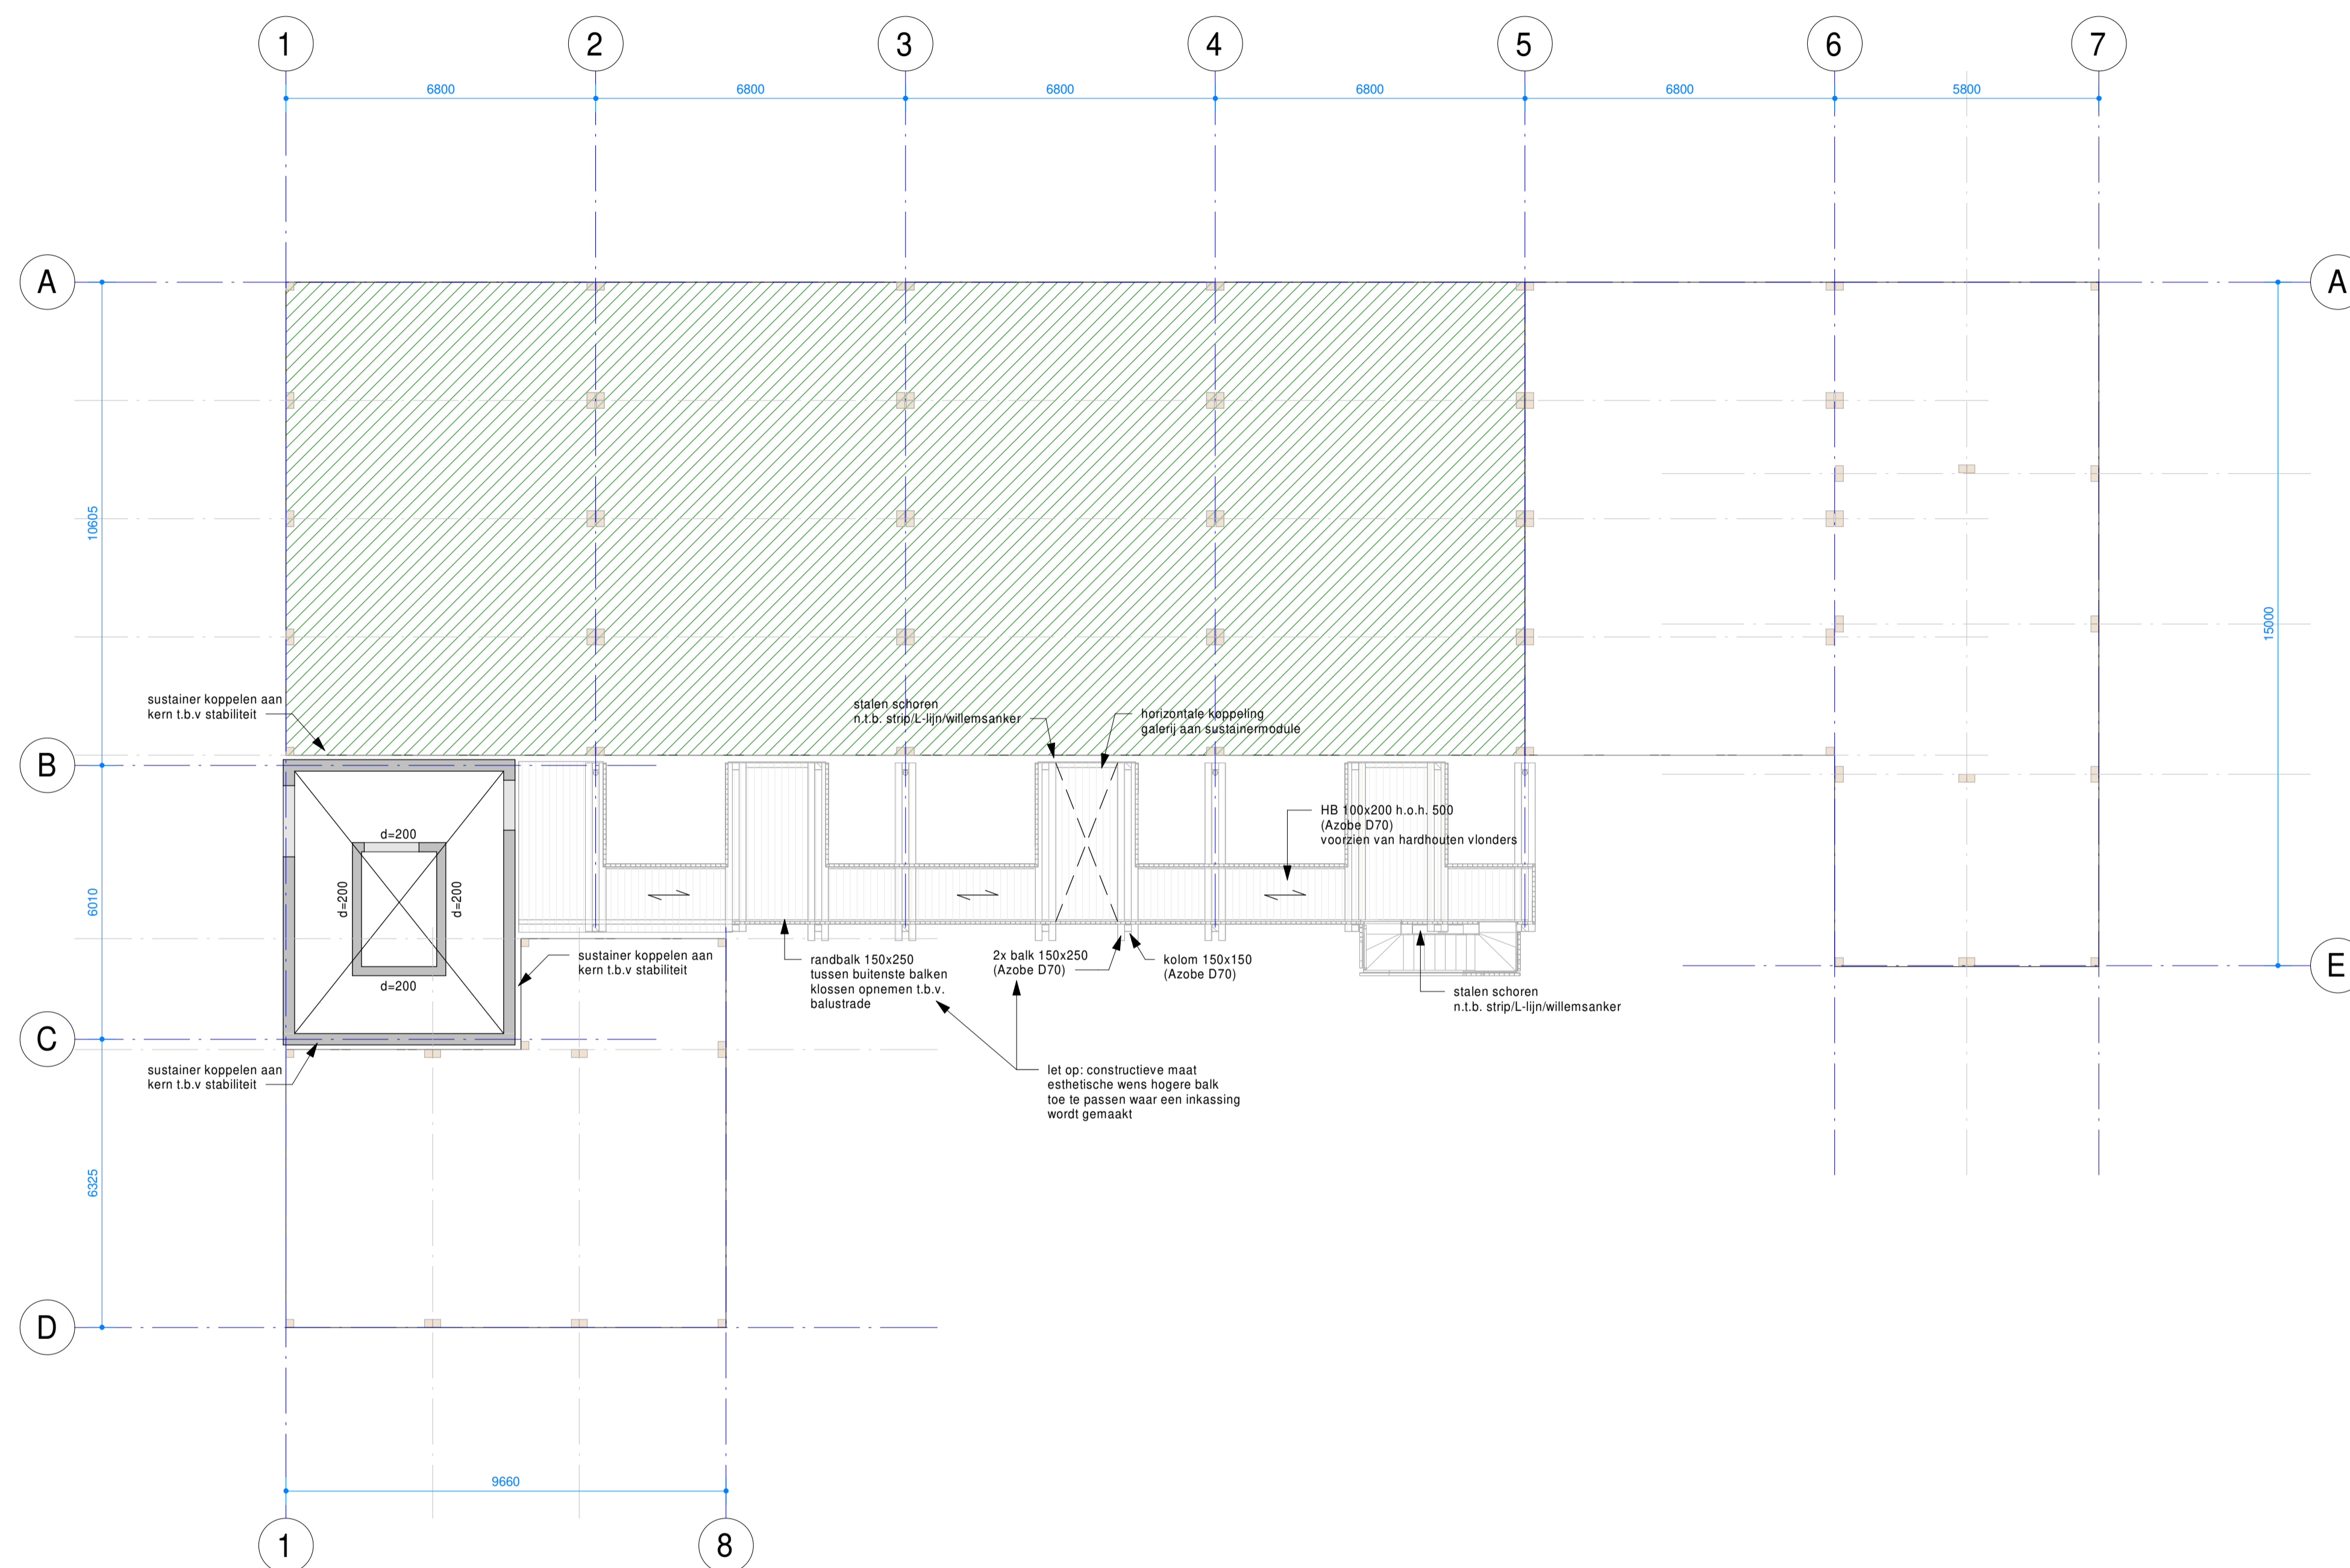 1
2
3
4
5
6
7
6800
6800
6800
6800
6800
5800
A
A
10605
15000
sustainer koppelen aan
kern t.b.v stabiliteit
stalen schoren
n.t.b. strip/L-lijn/willemsanker
horizontale koppeling
galerij aan sustainermodule
B
HB 100x200 h.o.h. 500
(Azobe D70)
voorzien van hardhouten vlonders
d=200
d=200
d=200
d=200
6010
sustainer koppelen aan
kern t.b.v stabiliteit
randbalk 150x250
tussen buitenste balken
klossen opnemen t.b.v.
balustrade
2x balk 150x250
(Azobe D70)
kolom 150x150
(Azobe D70)
stalen schoren
n.t.b. strip/L-lijn/willemsanker
E
C
sustainer koppelen aan
kern t.b.v stabiliteit
let op: constructieve maat
esthetische wens hogere balk
toe te passen waar een inkassing
wordt gemaakt
6325
D
9660
1
8